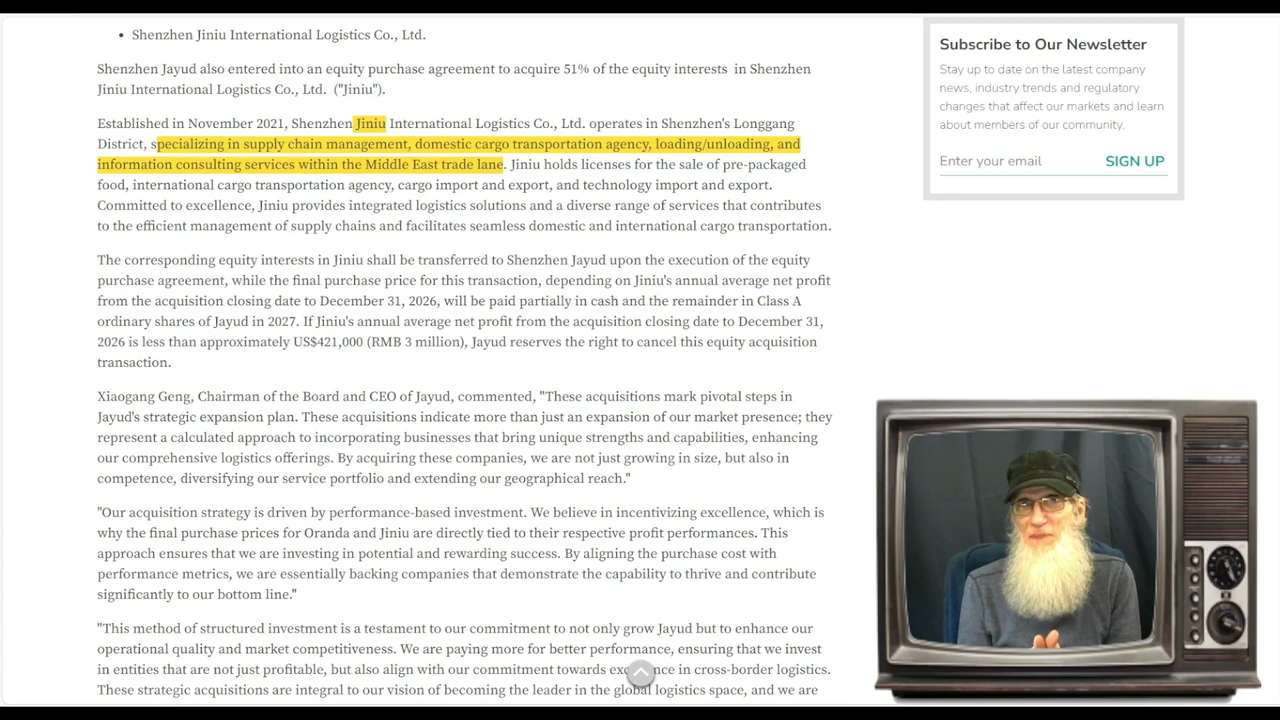 • Shenzhen Jiniu International Logistics Co., Ltd.
Shenzhen Jayud also entered into an equity purchase agreement to acquire 51% of the equity interests in Shenzhen
Jiniu International Logistics Co., Ltd. ("Jiniu").
Established in November 2021, Shenzhen Jiniu International Logistics Co., Ltd. operates in Shenzhen's Longgang
District, specializing in supply chain management, domestic cargo transportation agency, loading/unloading, and
information consulting services within the Middle East trade lane. Jiniu holds licenses for the sale of pre-packaged
food, international cargo transportation agency, cargo import and export, and technology import and export.
Committed to excellence, Jiniu provides integrated logistics solutions and a diverse range of services that contributes
to the efficient management of supply chains and facilitates seamless domestic and international cargo transportation.
The corresponding equity interests in Jiniu shall be transferred to Shenzhen Jayud upon the execution of the equity
purchase agreement, while the final purchase price for this transaction, depending on Jiniu's annual average net profit
from the acquisition closing date to December 31, 2026, will be paid partially in cash and the remainder in Class A
ordinary shares of Jayud in 2027. If Jiniu's annual average net profit from the acquisition closing date to December 31,
2026 is less than approximately US$421,000 (RMB 3 million), Jayud reserves the right to cancel this equity acquisition
transaction.
Xiaogang Geng, Chairman of the Board and CEO of Jayud, commented, "These acquisitions mark pivotal steps in
Jayud's strategic expansion plan. These acquisitions indicate more than just an expansion of our market presence; they
represent a calculated approach to incorporating businesses that bring unique strengths and capabilities, enhancing
our comprehensive logistics offerings. By acquiring these companies, we are not just growing in size, but also in
competence, diversifying our service portfolio and extending our geographical reach."
"Our acquisition strategy is driven by performance-based investment. We believe in incentivizing excellence, which is
why the final purchase prices for Oranda and Jiniu are directly tied to their respective profit performances. This
approach ensures that we are investing in potential and rewarding success. By aligning the purchase cost with
performance metrics, we are essentially backing companies that demonstrate the capability to thrive and contribute
significantly to our bottom line."
"This method of structured investment is a testament to our commitment to not only grow Jayud but to enhance our
operational quality and market competitiveness. We are paying more for better performance, ensuring that we invest
in entities that are not just profitable, but also align with our commitment towards in cross-border logistics.
These strategic acquisitions are integral to our vision of becoming the leader in the global logistics space, and we are
Subscribe to Our Newsletter
Stay up to date on the latest company
news, industry trends and regulatory
changes that affect our markets and learn
about members of our community.
Enter your email SIGN UP